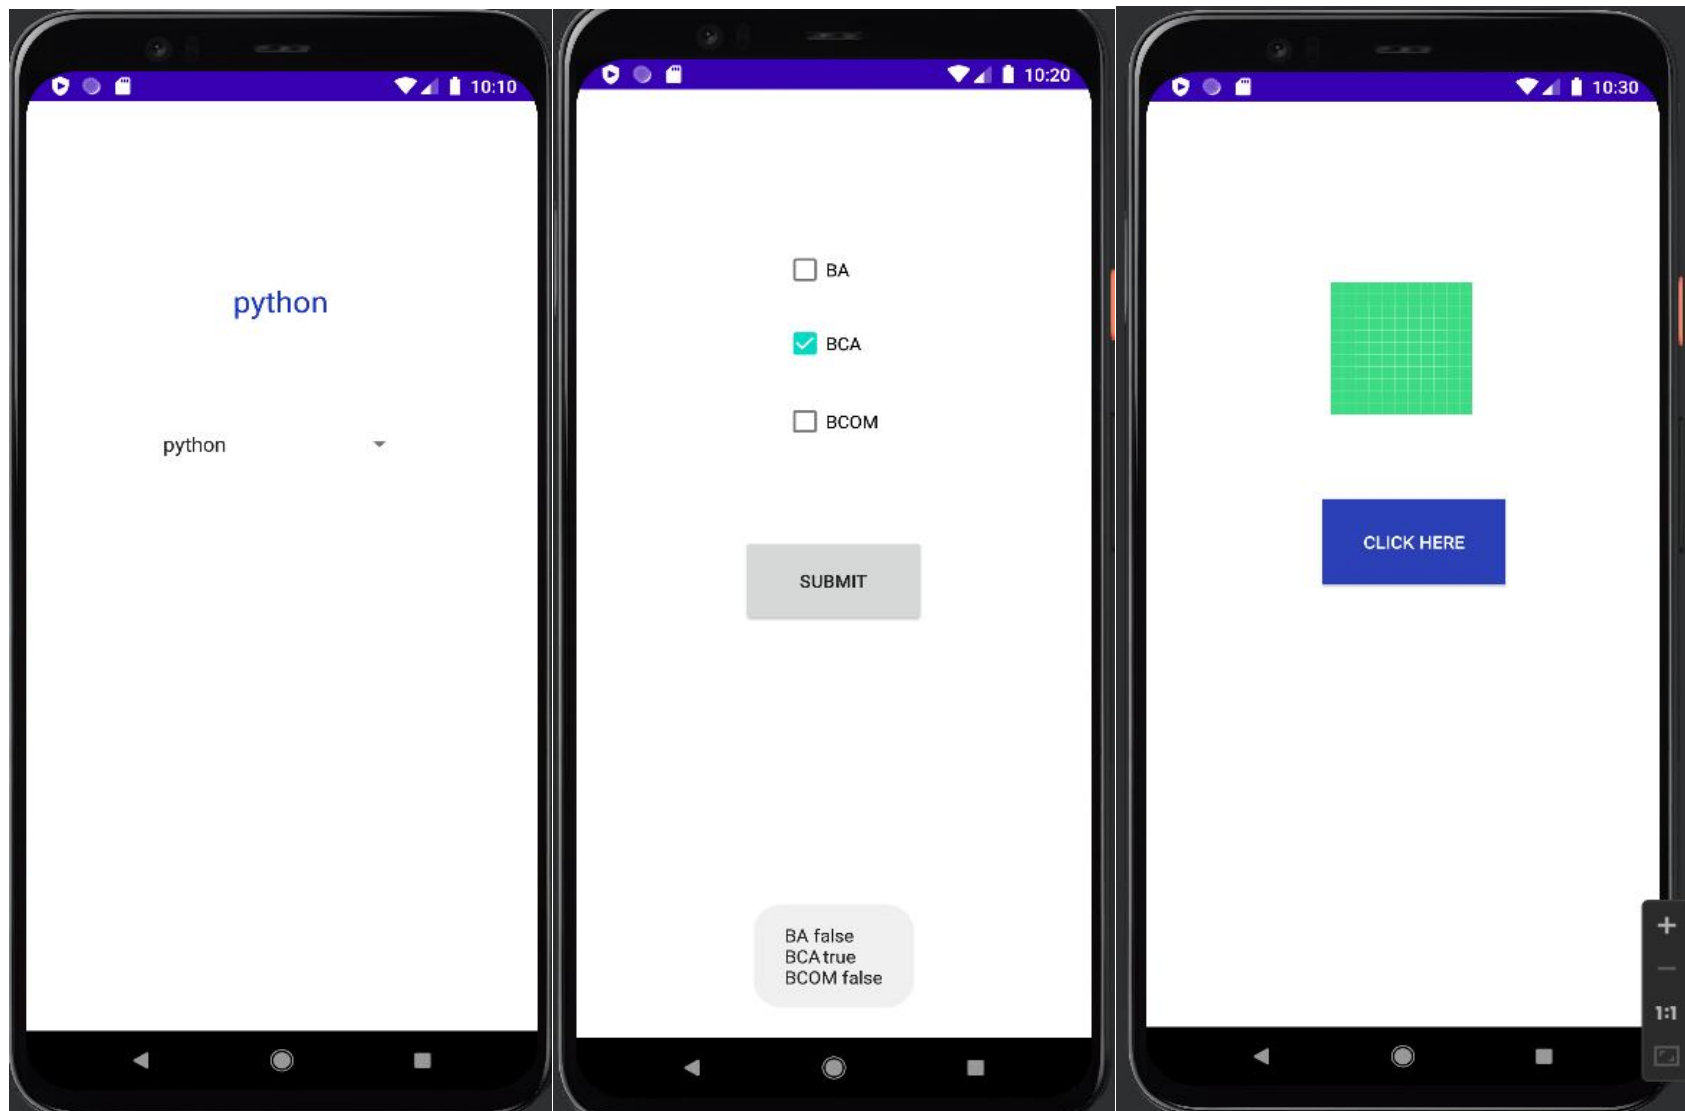 10:10
python
python
10:20
BA
BCA
BCOM
SUBMIT
BA false
BCA true
BCOM false
10:30
CLICK HERE
1:1